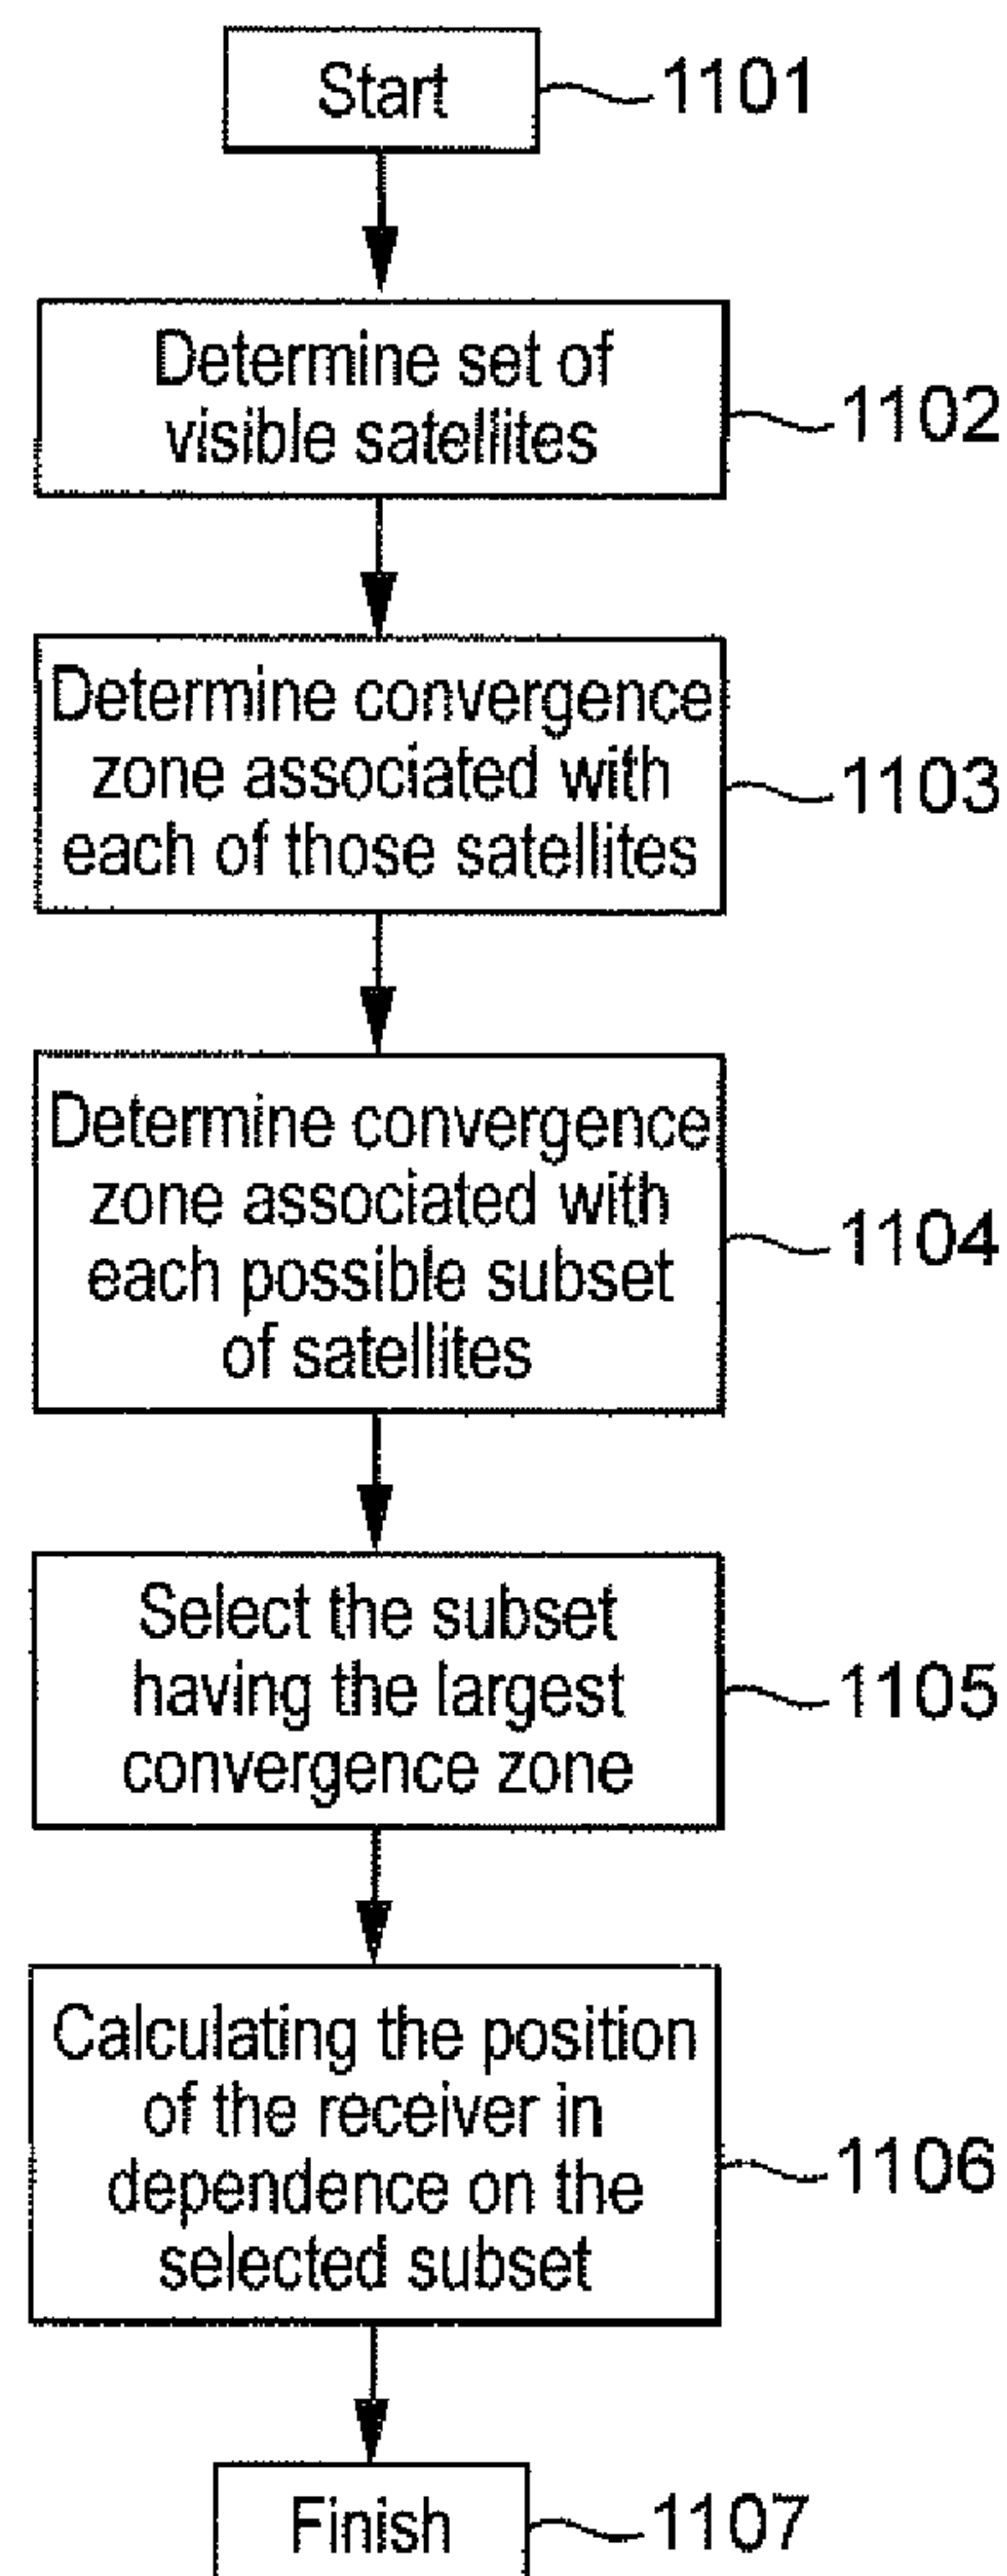 Start
1101
Determine set of
visible satellites
1102
Determine convergence
zone associated with
each of those satellites
1103
Determine convergence
zone associated with
each possible subset
of satellites
1104
Select the subset
having the largest
convergence zone
1105
Calculating the position
of the receiver in
dependence on the
selected subset
1106
Finish
1107